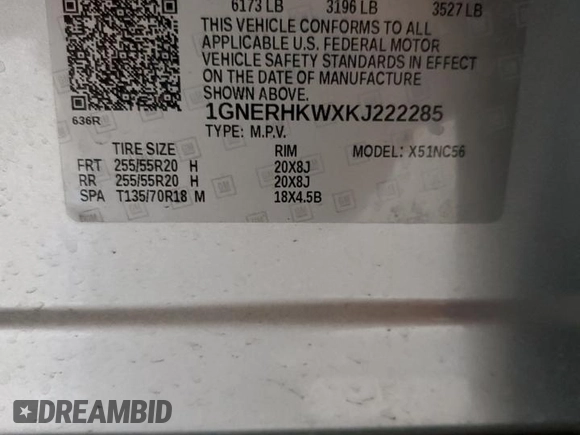 6173 LB 3196 LB 3527 LB
THIS VEHICLE CONFORMS TO ALL
APPLICABLE U.S. FEDERAL MOTOR
VEHICLE SAFETY STANDARDS IN EFFECT
ON THE DATE OF MANUFACTURE
SHOWN ABOVE.
636R
1GNERHKWXKJ222285
TYPE: M.P.V.
TIRE SIZE RIM MODEL: X51NC56
FRT 255/55R20 H 20X8J
RR 255/55R20 H 20X8J
SPA T135/70R18 M 18X4.5B
DREAMBID